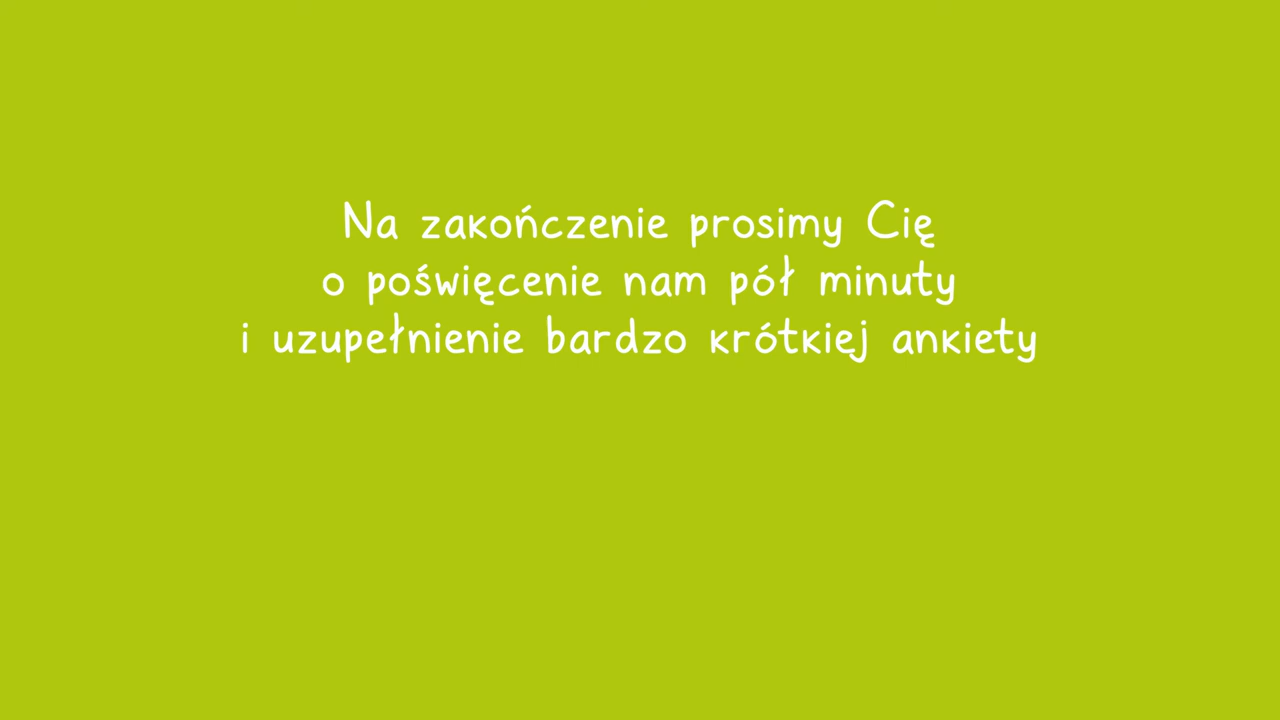 Na zakończenie prosimy Cię
o poświęcenie nam pół minuty
i uzupełnienie bardzo krótkiej ankiety